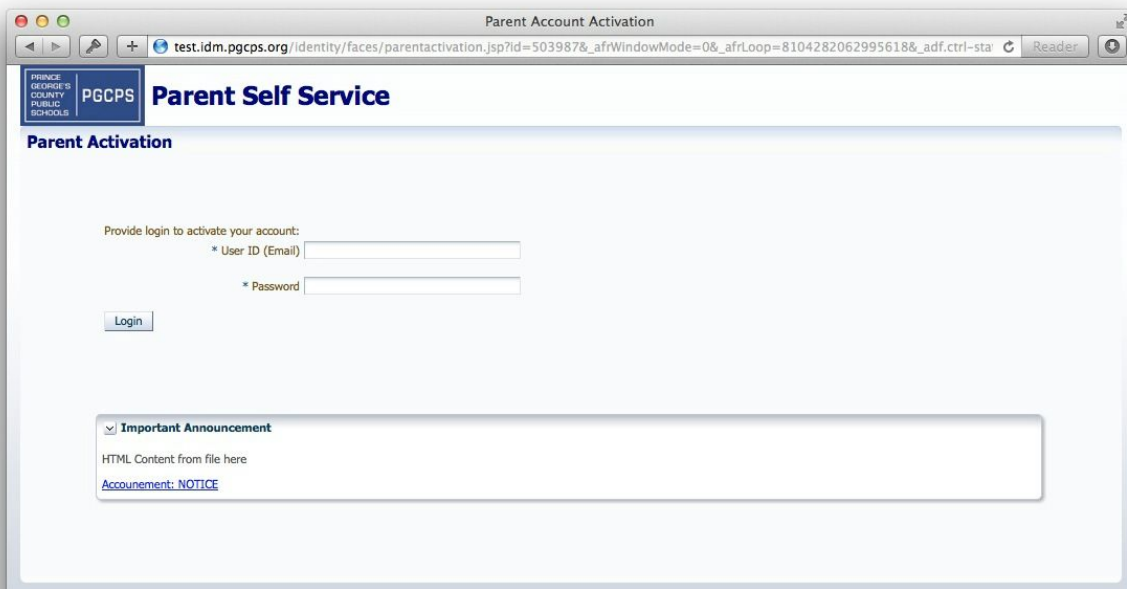 Parent Account Activation
test.idm.pgcps.org/identity/faces/parentactivation.jsp?id=503987&_afrWindowMode=0&_afrLoop=8104282062995618&_adf.ctrl-sta
Reader
PRINCE
GEORGE'S
COUNTY
PUBLIC
SCHOOLS
PGCPS
Parent Self Service
Parent Activation
Provide login to activate your account:
* User ID (Email)
* Password
Login
Important Announcement
HTML Content from file here
Accounement: NOTICE